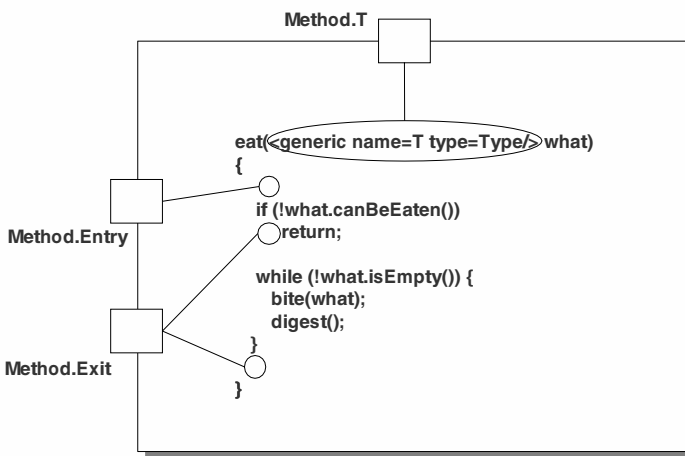 Method.T
eat(<generic name=T type=Type/> what)
{
if (!what.canBeEaten())
return;
Method.Entry
while (!what.isEmpty()) {
bite(what);
digest();
}
Method.Exit
}